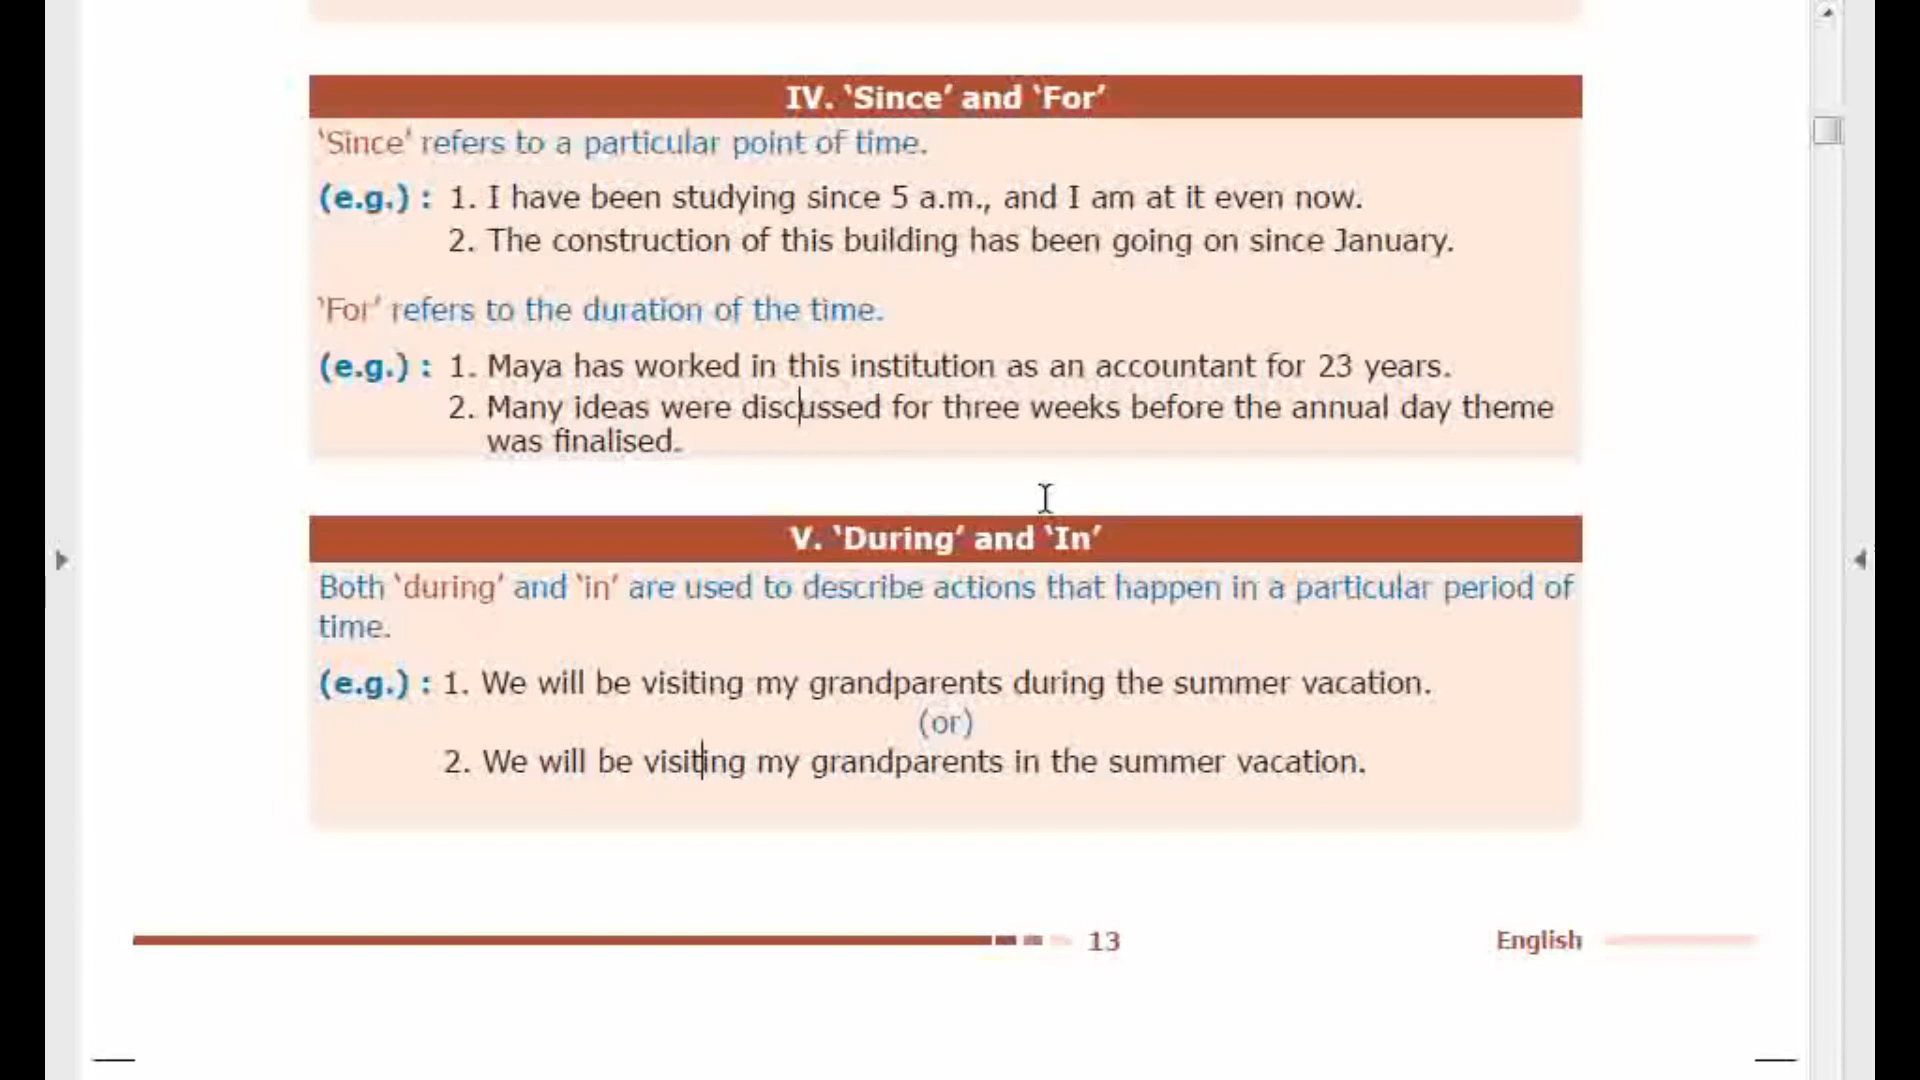 IV. ‘Since’ and ‘For’
‘Since’ refers to a particular point of time.
(e.g.) : 1. I have been studying since 5 a.m., and I am at it even now.
2. The construction of this building has been going on since January.
‘For’ refers to the duration of the time.
(e.g.) : 1. Maya has worked in this institution as an accountant for 23 years.
2. Many ideas were discussed for three weeks before the annual day theme
was finalised.
V. ‘During’ and ‘In’
Both ‘during’ and ‘in’ are used to describe actions that happen in a particular period of
time.
(e.g.) : 1. We will be visiting my grandparents during the summer vacation.
(or)
2. We will be visiting my grandparents in the summer vacation.
13
English